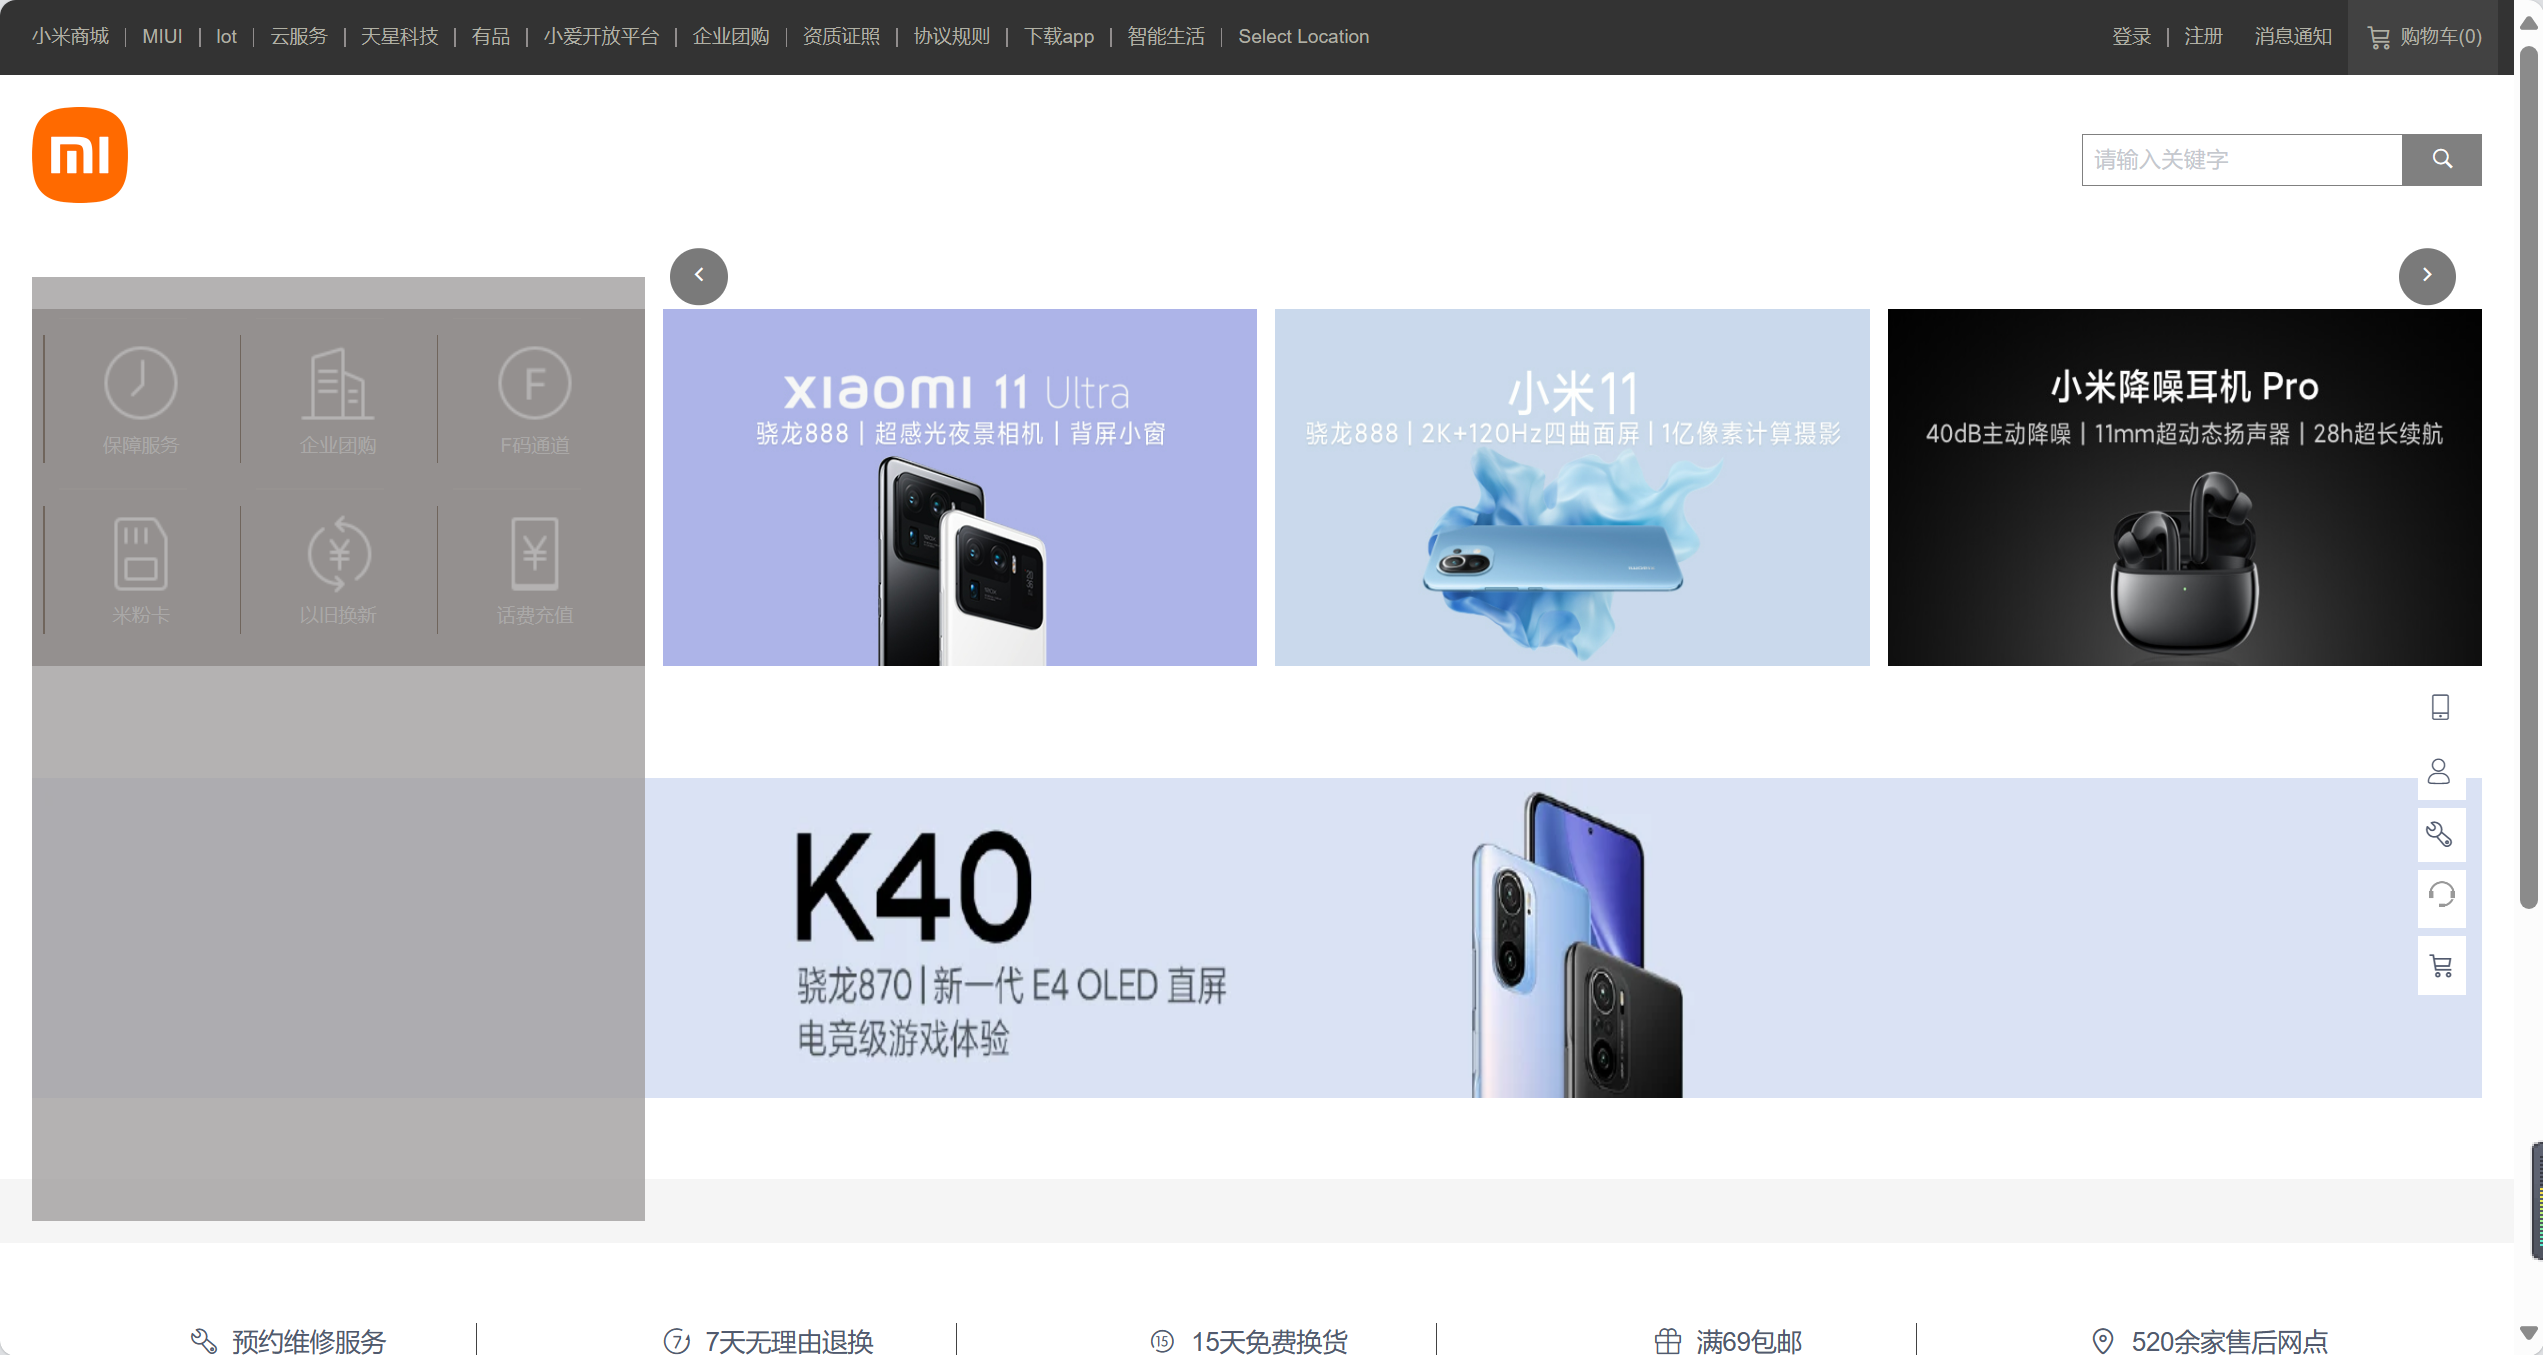 小米商城 | MIUI | Iot | 云服务 | 天星科技 | 有品 | 小爱开放平台 | 企业团购 | 资质证照 | 协议规则 | 下载app | 智能生活 | Select Location
登录 | 注册 消息通知 购物车(0)
mi
请输入关键字
保障服务 企业团购 F码通道
米粉卡 以旧换新 话费充值
xiaomi 11 Ultra
骁龙888 | 超感光夜景相机 | 背屏小窗
小米11
骁龙888 | 2K+120Hz四曲面屏 | 1亿像素计算摄影
小米降噪耳机 Pro
40dB主动降噪 | 11mm超动态扬声器 | 28h超长续航
K40
骁龙870 | 新一代 E4 OLED 直屏
电竞级游戏体验
预约维修服务
7天无理由退换
15天免费换货
满69包邮
520余家售后网点